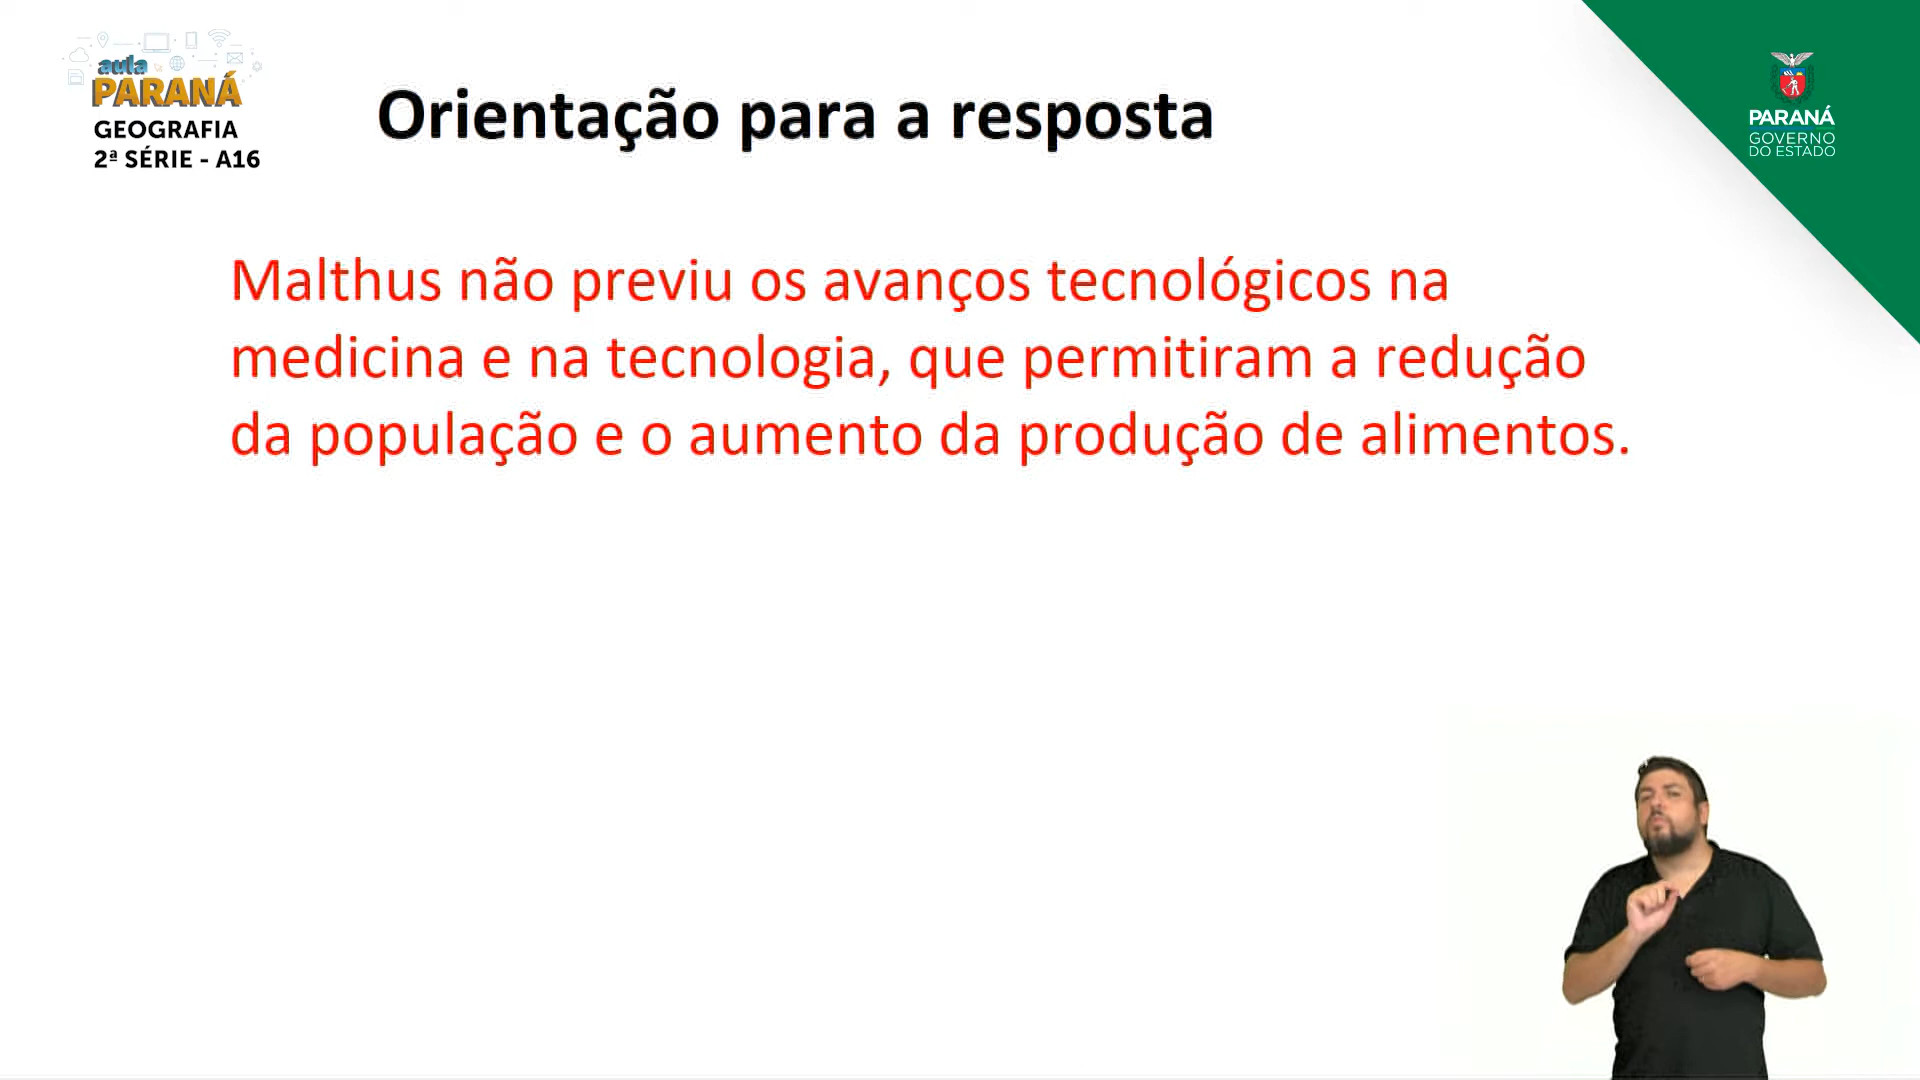 aula
PARANÁ
GEOGRAFIA
2ª SÉRIE - A16
Orientação para a resposta
PARANÁ
GOVERNO
DO ESTADO
Malthus não previu os avanços tecnológicos na
medicina e na tecnologia, que permitiram a redução
da população e o aumento da produção de alimentos.